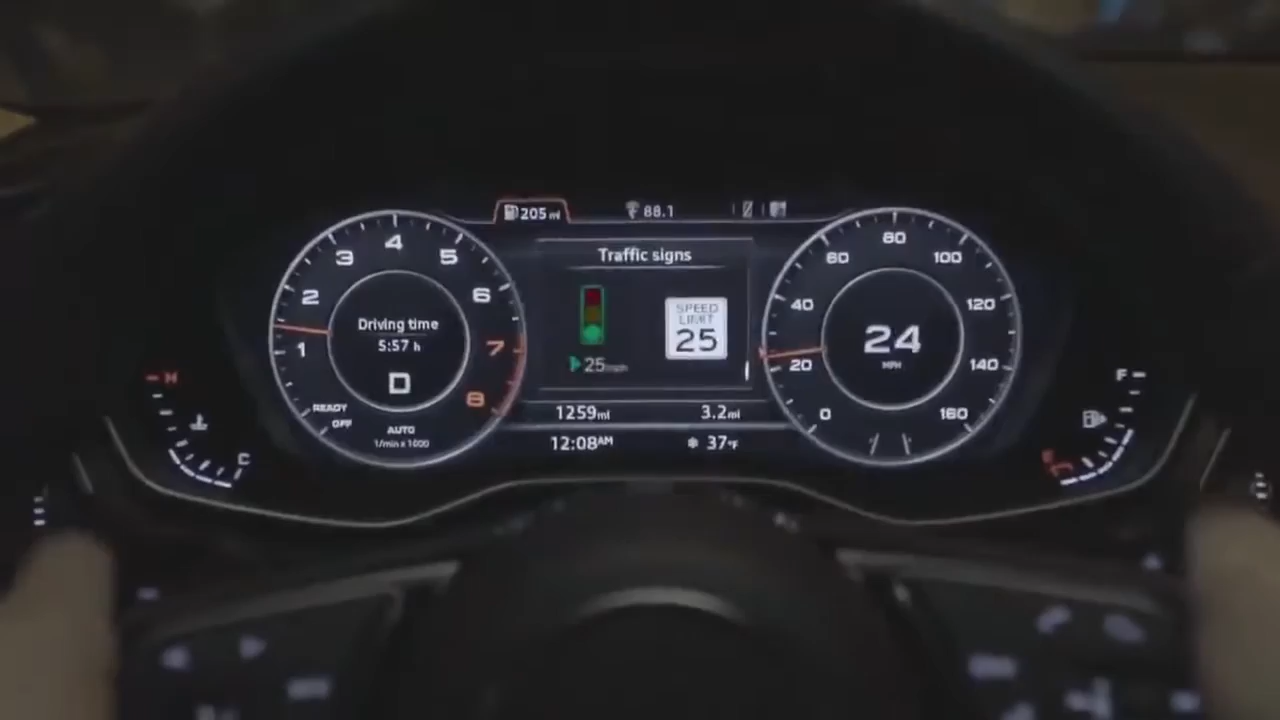 205 mi
88.1
Traffic signs
SPEED
LIMIT
25
25 mph
1259 mi
3.2 mi
12:08 AM
37°F
1
2
3
4
5
6
7
8
Driving time
5:57 h
D
READY
OFF
AUTO
1/min x 1000
0
20
40
60
80
100
120
140
160
24
MPH
H
C
F
E